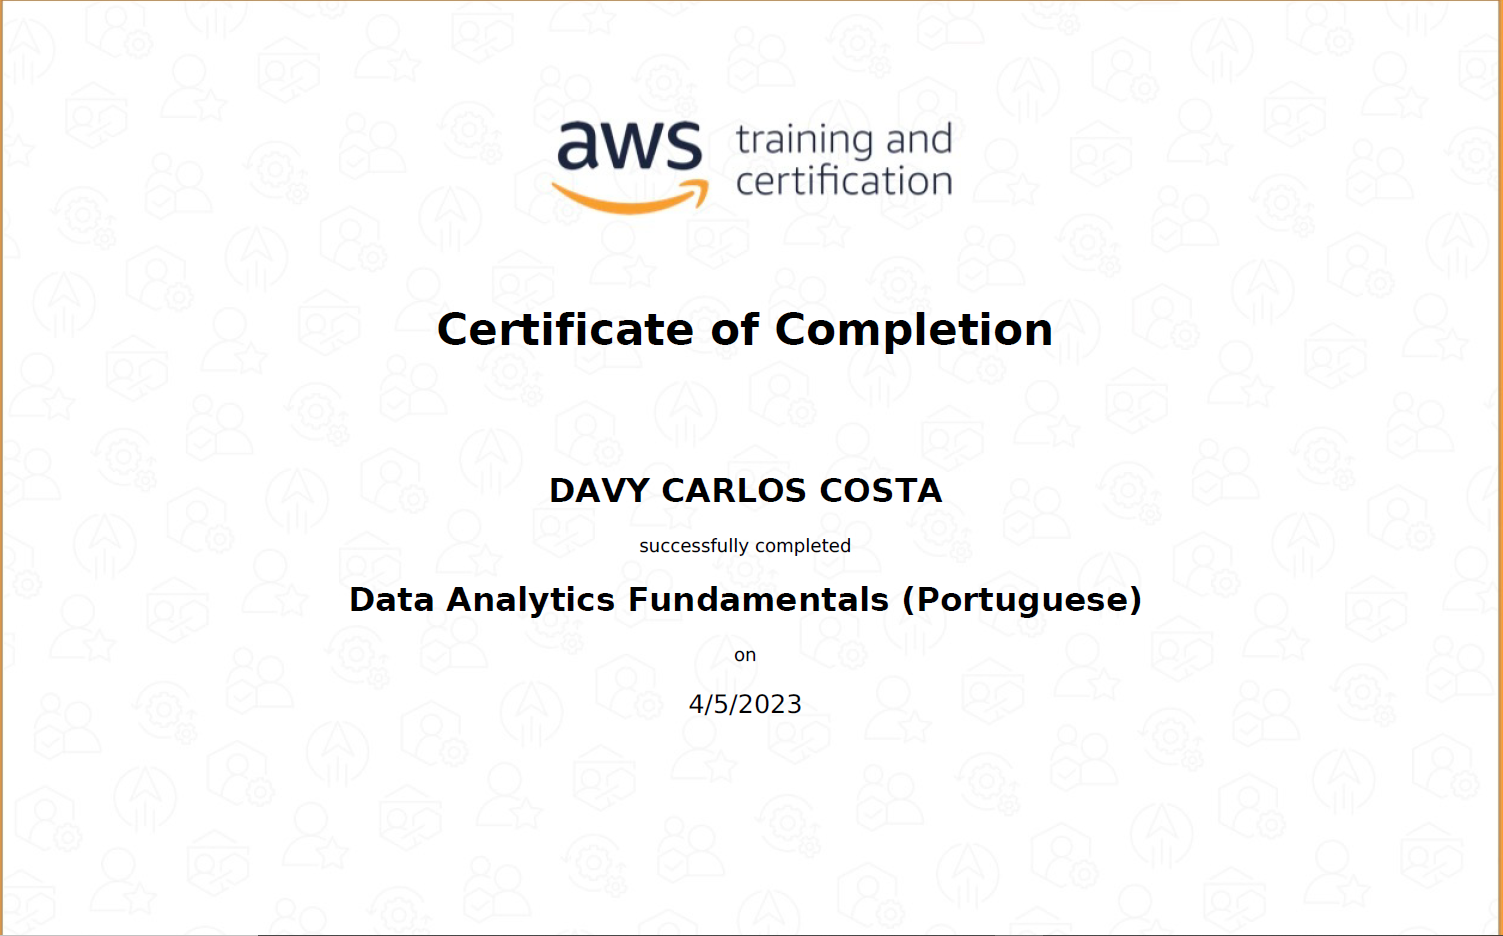 aws training and
certification
Certificate of Completion
DAVY CARLOS COSTA
successfully completed
Data Analytics Fundamentals (Portuguese)
on
4/5/2023